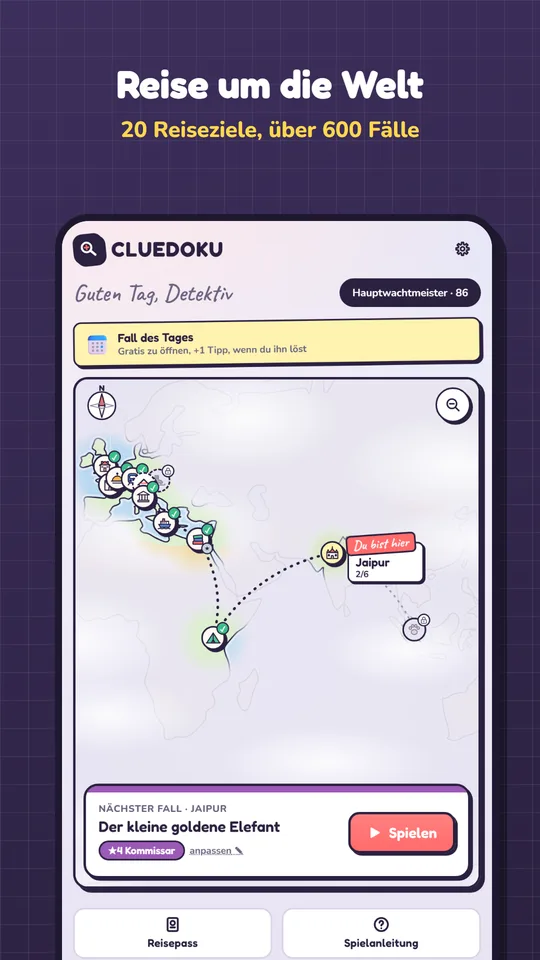 Reise um die Welt
20 Reiseziele, über 600 Fälle
CLUEDOKU
Guten Tag, Detektiv
Hauptwachtmeister · 86
Fall des Tages
Gratis zu öffnen, +1 Tipp, wenn du ihn löst
N
Du bist hier
Jaipur
2/6
NÄCHSTER FALL · JAIPUR
Der kleine goldene Elefant
★4 Kommissar
anpassen ✎
Spielen
Reisepass
Spielanleitung